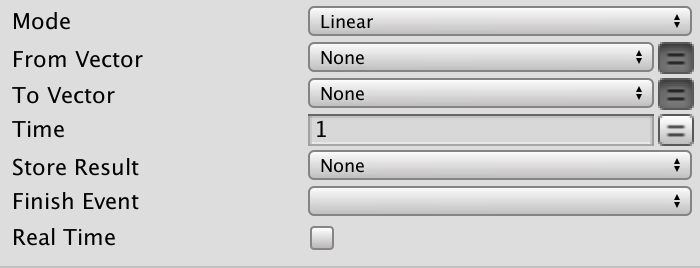 Mode Linear
From Vector None
To Vector None
Time 1
Store Result None
Finish Event
Real Time